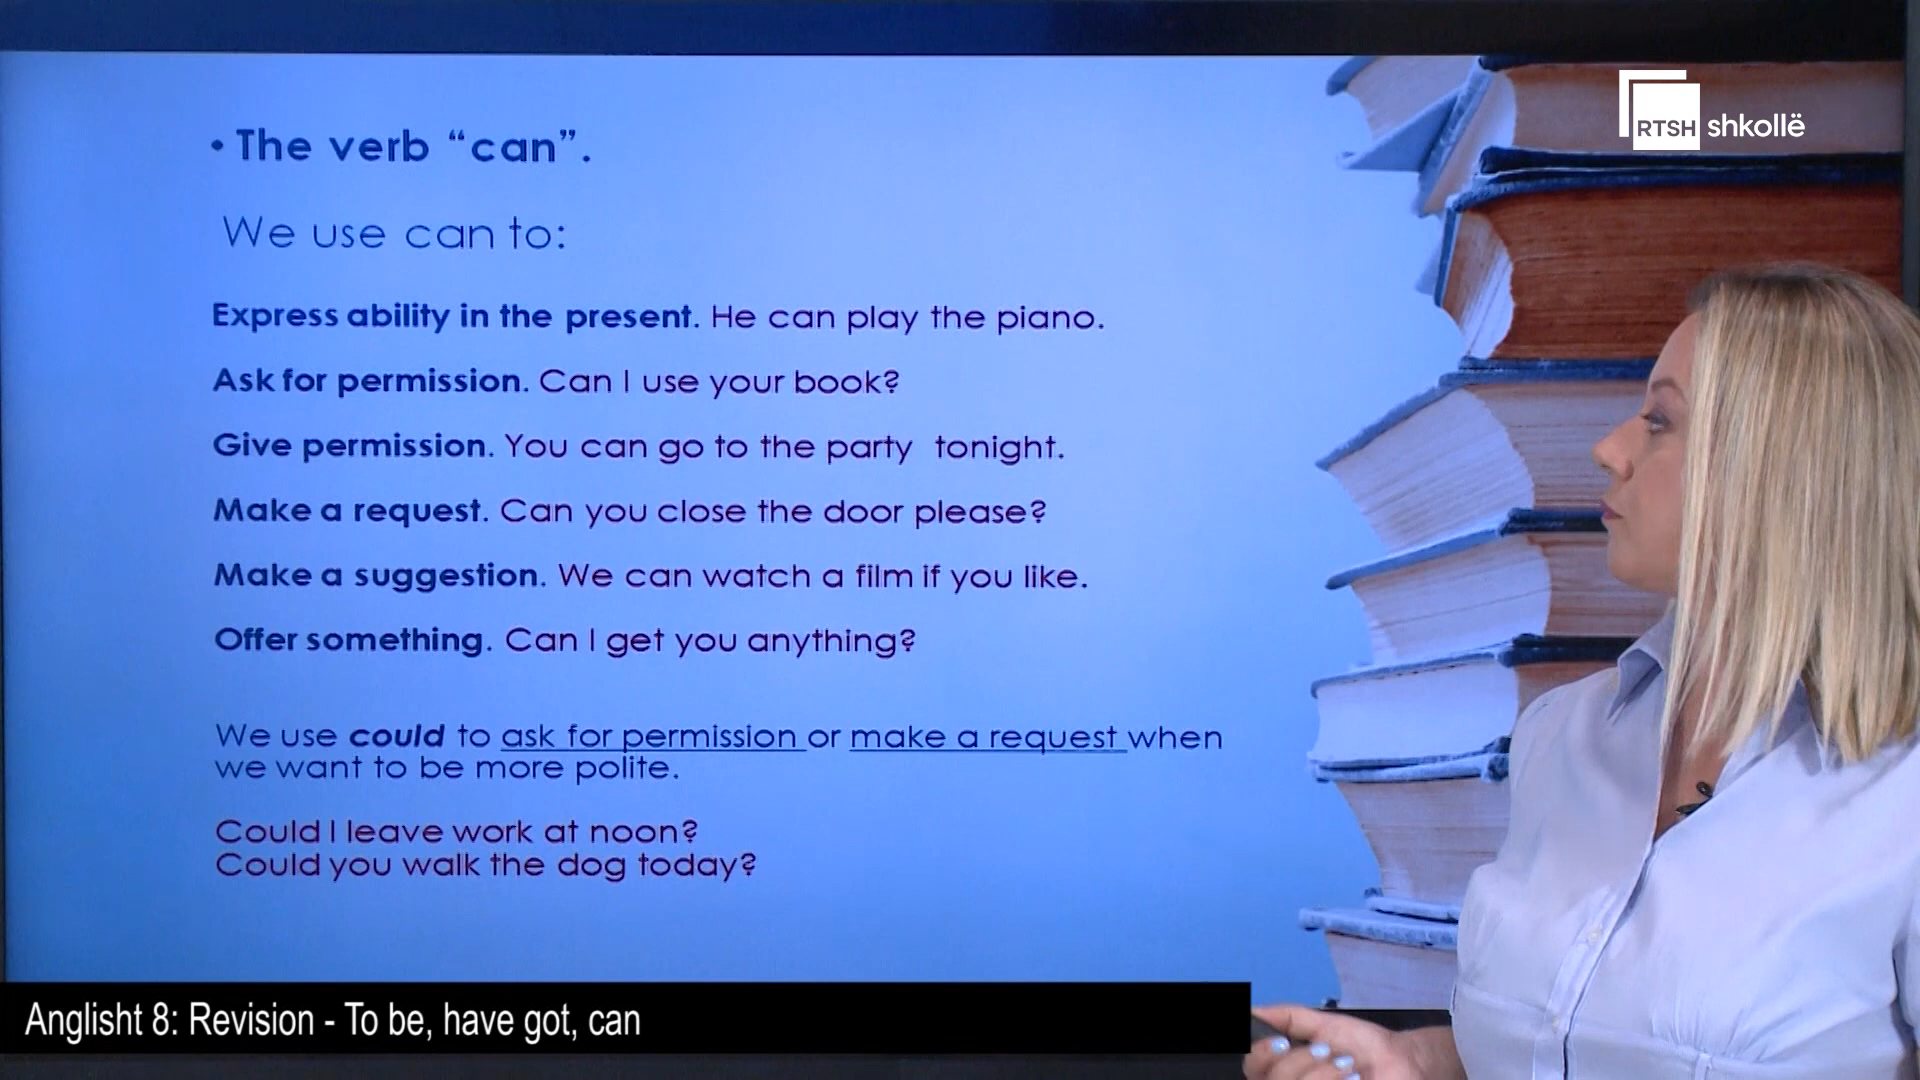 RTSH shkollë
• The verb “can”.
We use can to:
Express ability in the present. He can play the piano.
Ask for permission. Can I use your book?
Give permission. You can go to the party  tonight.
Make a request. Can you close the door please?
Make a suggestion. We can watch a film if you like.
Offer something. Can I get you anything?
We use could to ask for permission or make a request when
we want to be more polite.
Could I leave work at noon?
Could you walk the dog today?
Anglisht 8: Revision - To be, have got, can